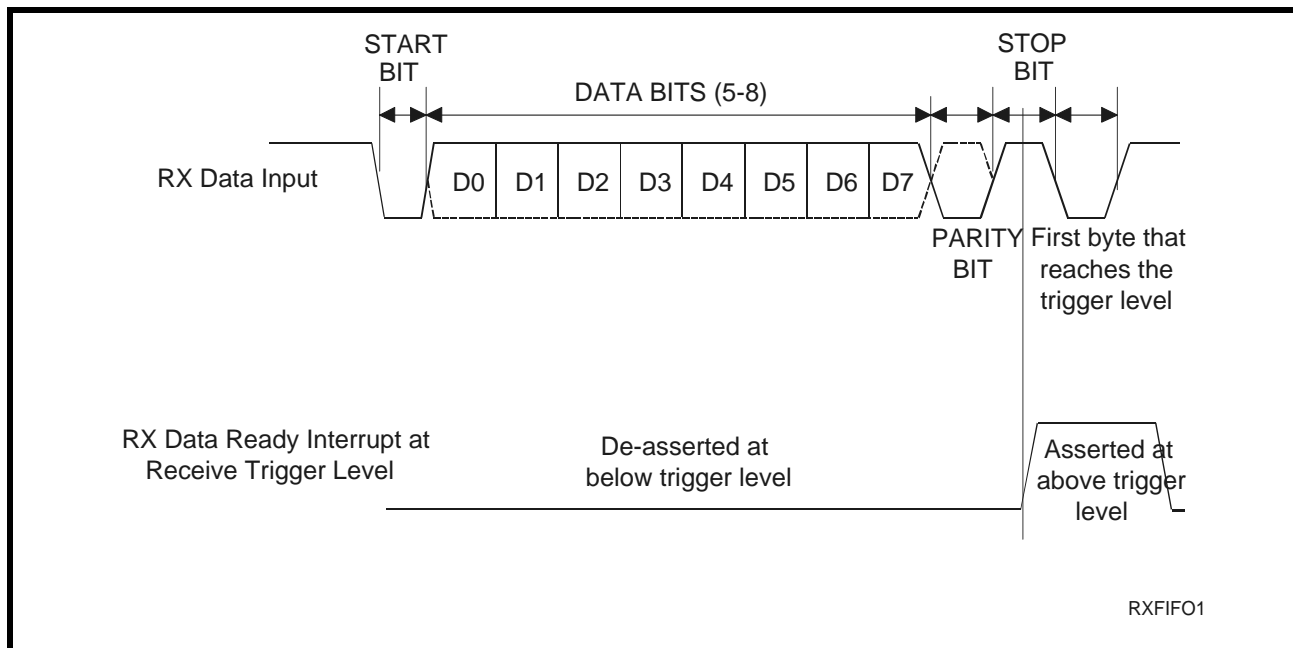 START
BIT
STOP
BIT
DATA BITS (5-8)
RX Data Input
D0 D1 D2 D3 D4 D5 D6 D7
PARITY
BIT
First byte that
reaches the
trigger level
RX Data Ready Interrupt at
Receive Trigger Level
De-asserted at
below trigger level
Asserted at
above trigger
level
RXFIFO1